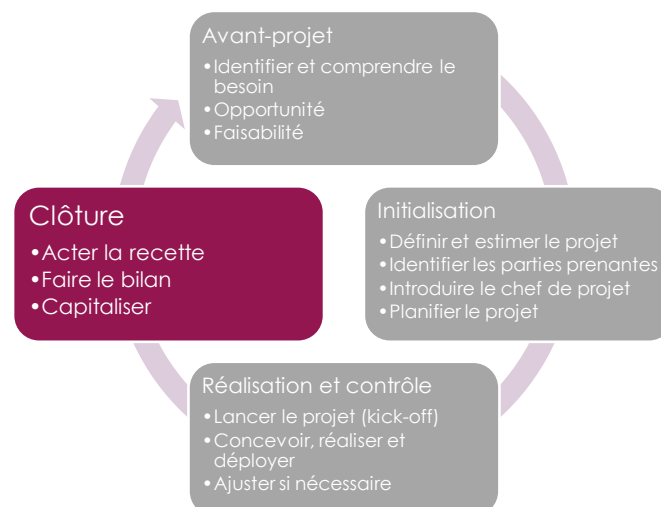 Avant-projet
•Identifier et comprendre le
besoin
•Opportunité
•Faisabilité
Initialisation
•Définir et estimer le projet
•Identifier les parties prenantes
•Introduire le chef de projet
•Planifier le projet
Réalisation et contrôle
•Lancer le projet (kick-off)
•Concevoir, réaliser et
déployer
•Ajuster si nécessaire
Clôture
•Acter la recette
•Faire le bilan
•Capitaliser